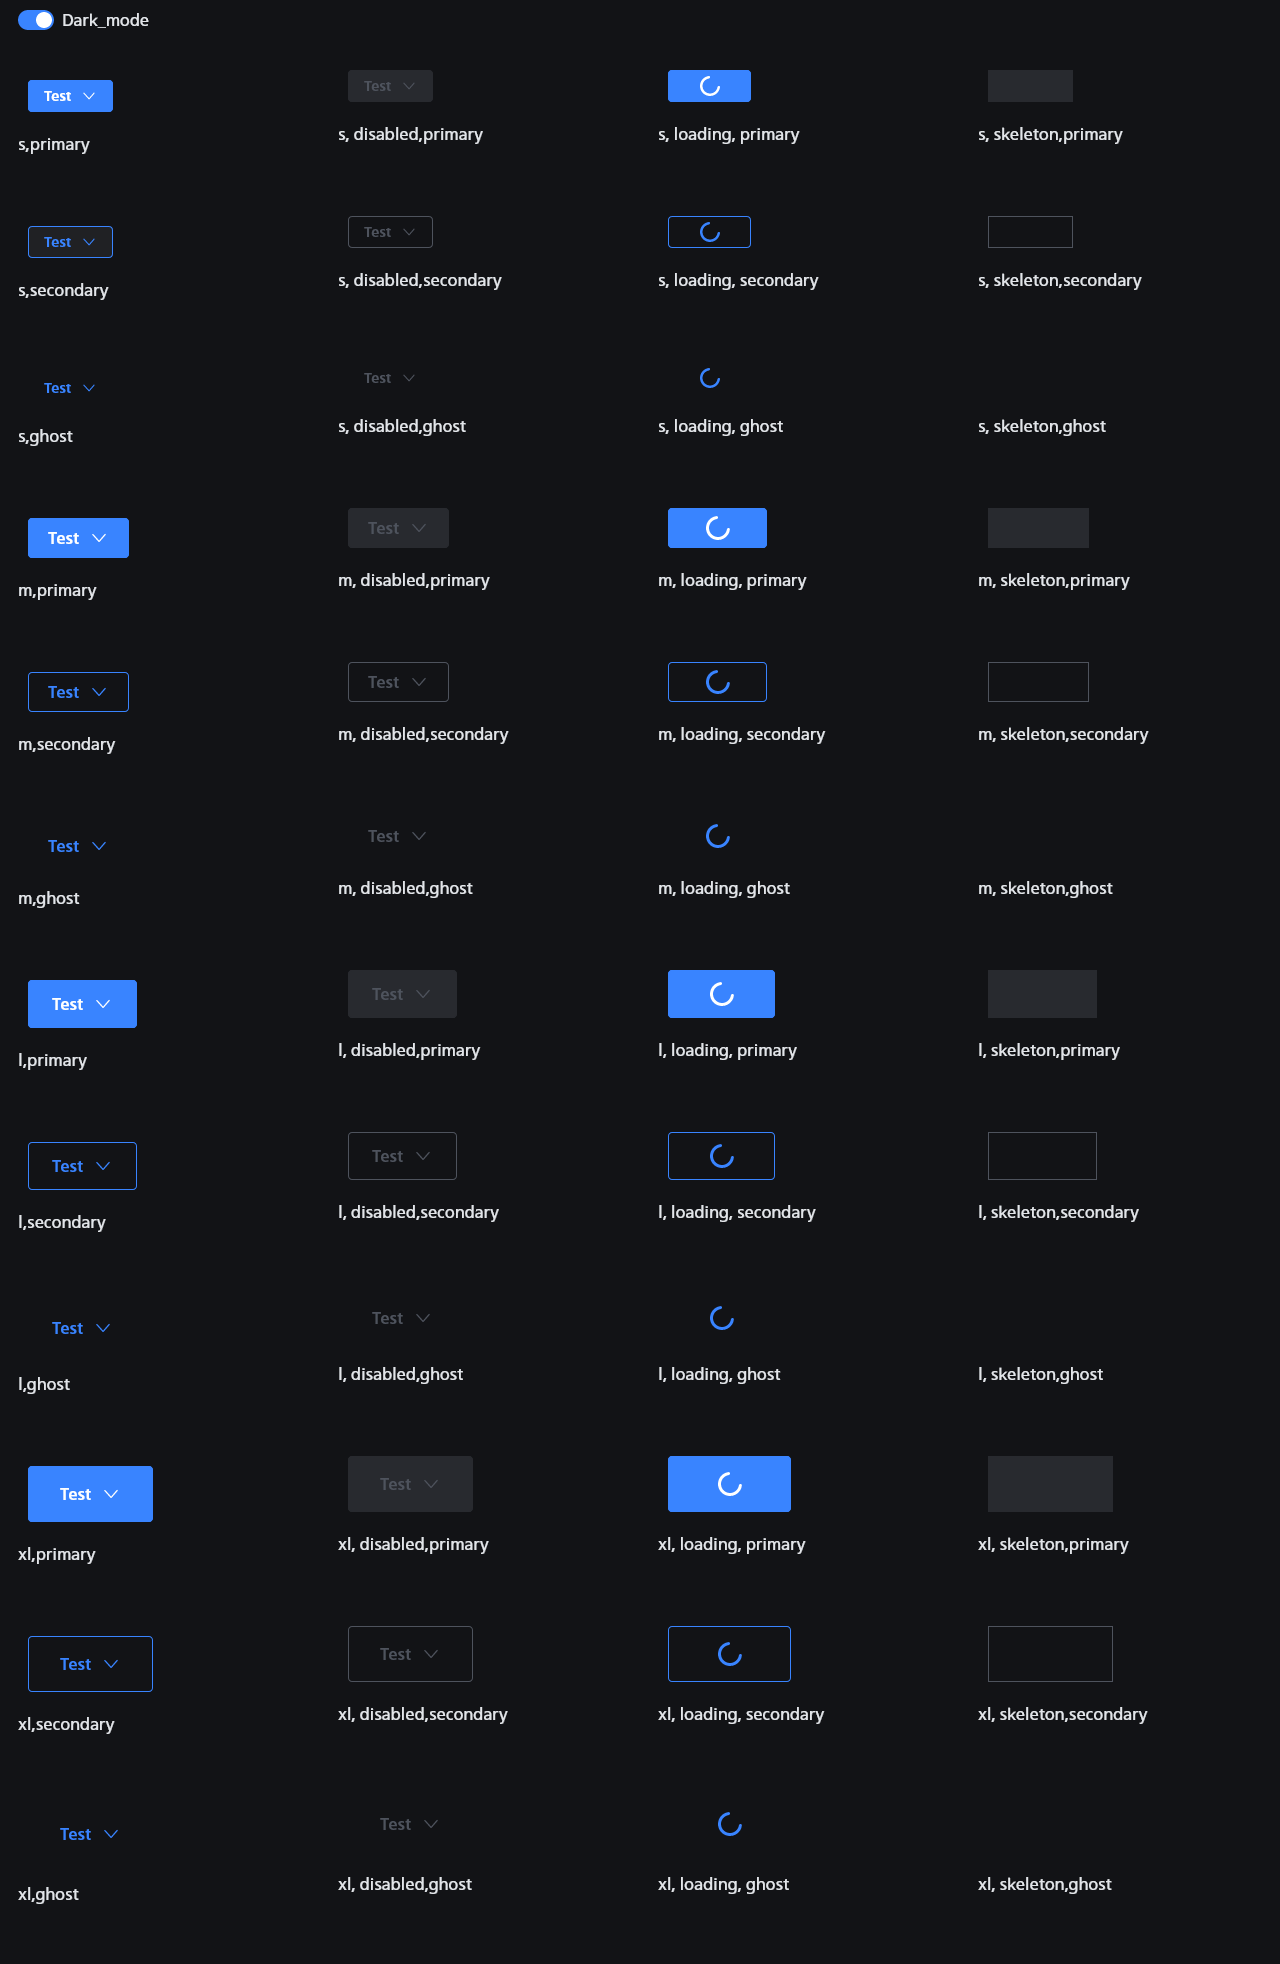 Dark_mode
Test
Test
s,primary
s, disabled,primary
s, loading, primary
s, skeleton,primary
Test
Test
s,secondary
s, disabled,secondary
s, loading, secondary
s, skeleton,secondary
Test
Test
s,ghost
s, disabled,ghost
s, loading, ghost
s, skeleton,ghost
Test
Test
m,primary
m, disabled,primary
m, loading, primary
m, skeleton,primary
Test
Test
m,secondary
m, disabled,secondary
m, loading, secondary
m, skeleton,secondary
Test
Test
m,ghost
m, disabled,ghost
m, loading, ghost
m, skeleton,ghost
Test
Test
l,primary
l, disabled,primary
l, loading, primary
l, skeleton,primary
Test
Test
l,secondary
l, disabled,secondary
l, loading, secondary
l, skeleton,secondary
Test
Test
l,ghost
l, disabled,ghost
l, loading, ghost
l, skeleton,ghost
Test
Test
xl,primary
xl, disabled,primary
xl, loading, primary
xl, skeleton,primary
Test
Test
xl,secondary
xl, disabled,secondary
xl, loading, secondary
xl, skeleton,secondary
Test
Test
xl,ghost
xl, disabled,ghost
xl, loading, ghost
xl, skeleton,ghost